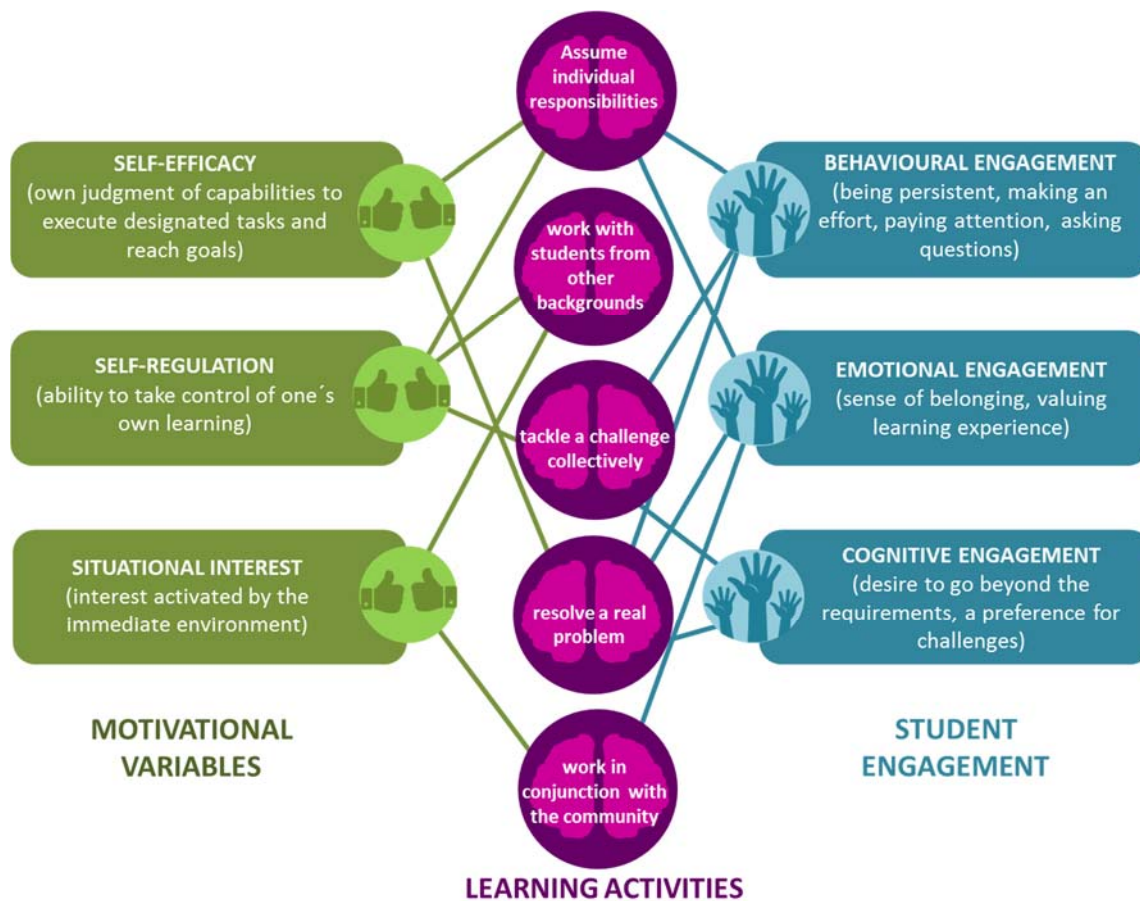 Assume
individual
responsibilities
SELF-EFFICACY
(own judgment of capabilities to
execute designated tasks and
reach goals)
BEHAVIOURAL ENGAGEMENT
(being persistent, making an
effort, paying attention, asking
questions)
work with
students from
other
backgrounds
SELF-REGULATION
(ability to take control of one´s
own learning)
EMOTIONAL ENGAGEMENT
(sense of belonging, valuing
learning experience)
tackle a challenge
collectively
SITUATIONAL INTEREST
(interest activated by the
immediate environment)
COGNITIVE ENGAGEMENT
(desire to go beyond the
requirements, a preference for
challenges)
resolve a real
problem
MOTIVATIONAL
VARIABLES
STUDENT
ENGAGEMENT
work in
conjunction with
the community
LEARNING ACTIVITIES